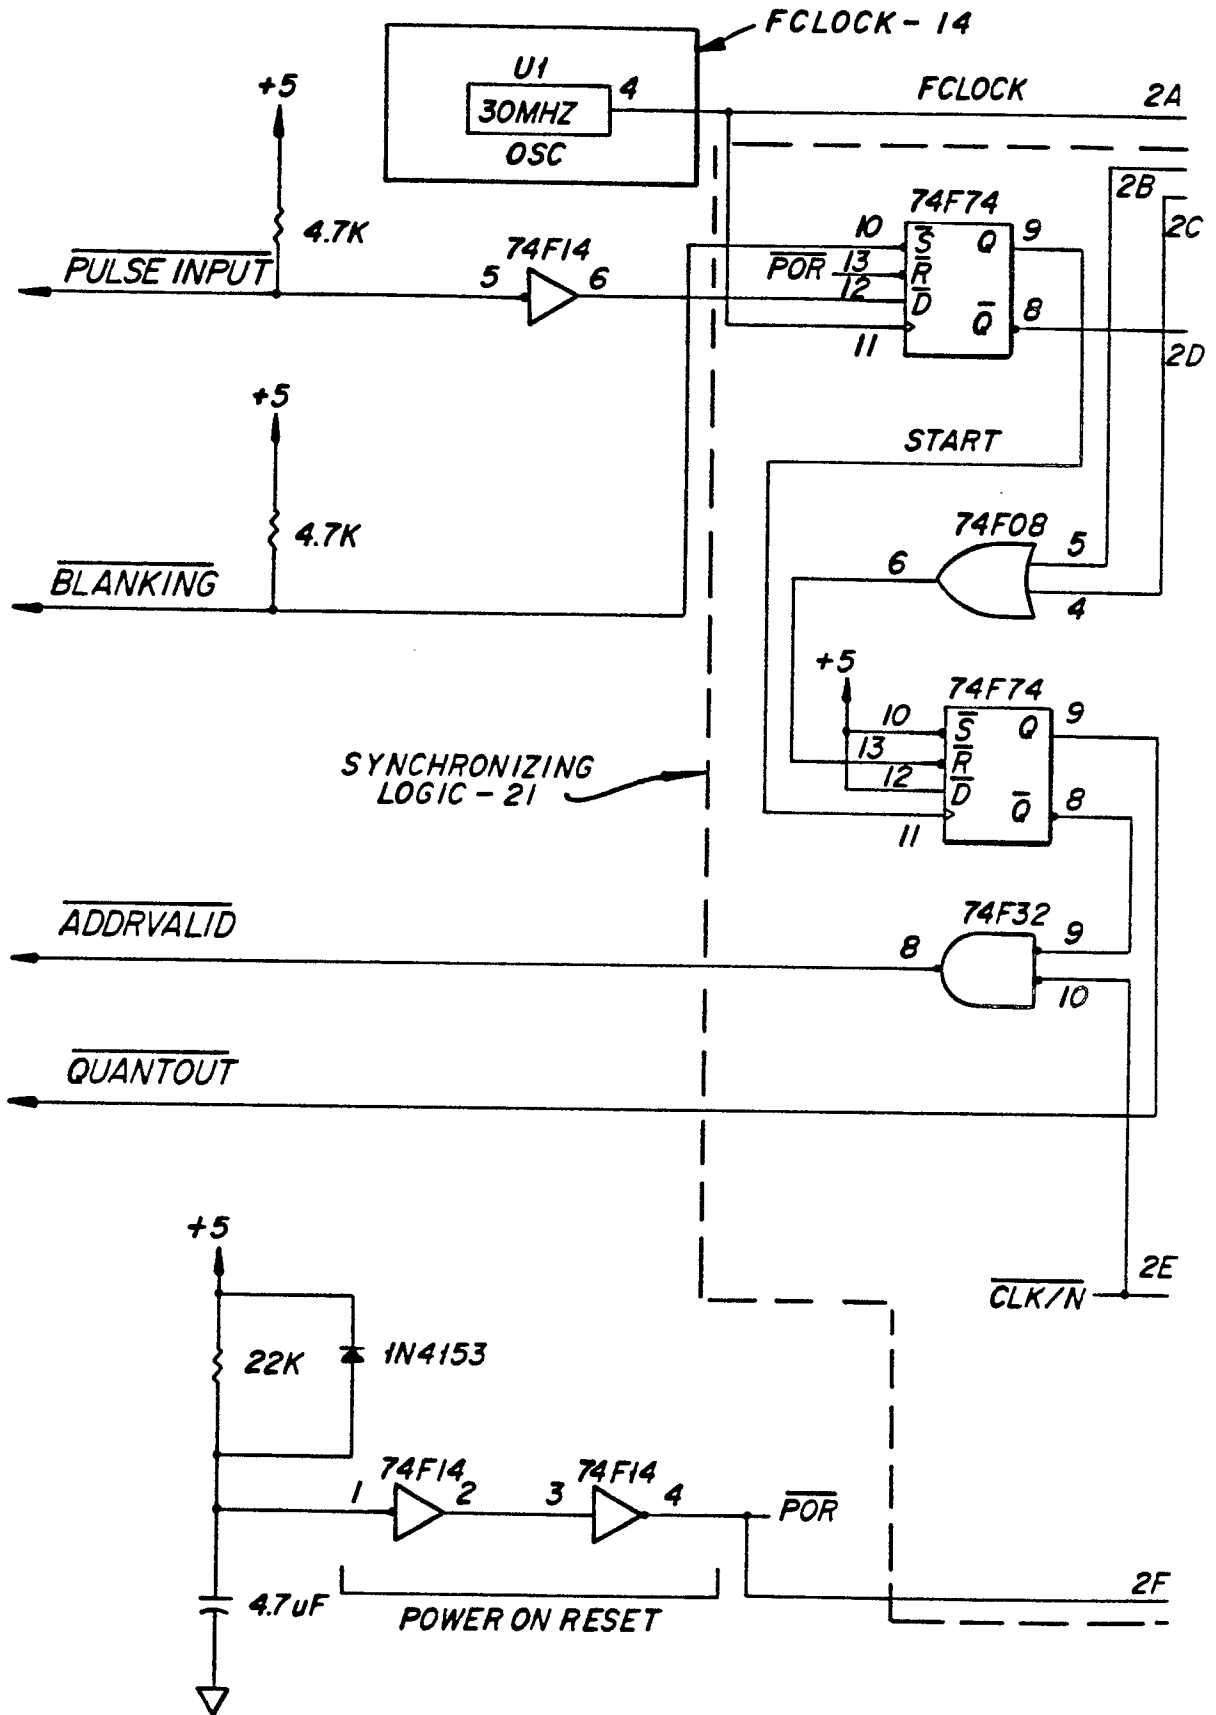 FCLOCK - 14
+5
U1
4
30MHZ
OSC
FCLOCK
2A
2B
2C
4.7K
PULSE INPUT
74F14
5
6
74F74
10
S
Q
9
POR
13
R
12
D
Q
8
11
2D
+5
4.7K
START
BLANKING
74F08
6
5
4
+5
74F74
10
S
Q
9
13
R
12
D
Q
8
11
SYNCHRONIZING
LOGIC - 21
ADDRVALID
74F32
8
9
10
QUANTOUT
+5
2E
CLK/N
22K
1N4153
74F14
1
2
74F14
3
4
POR
4.7uF
POWER ON RESET
2F